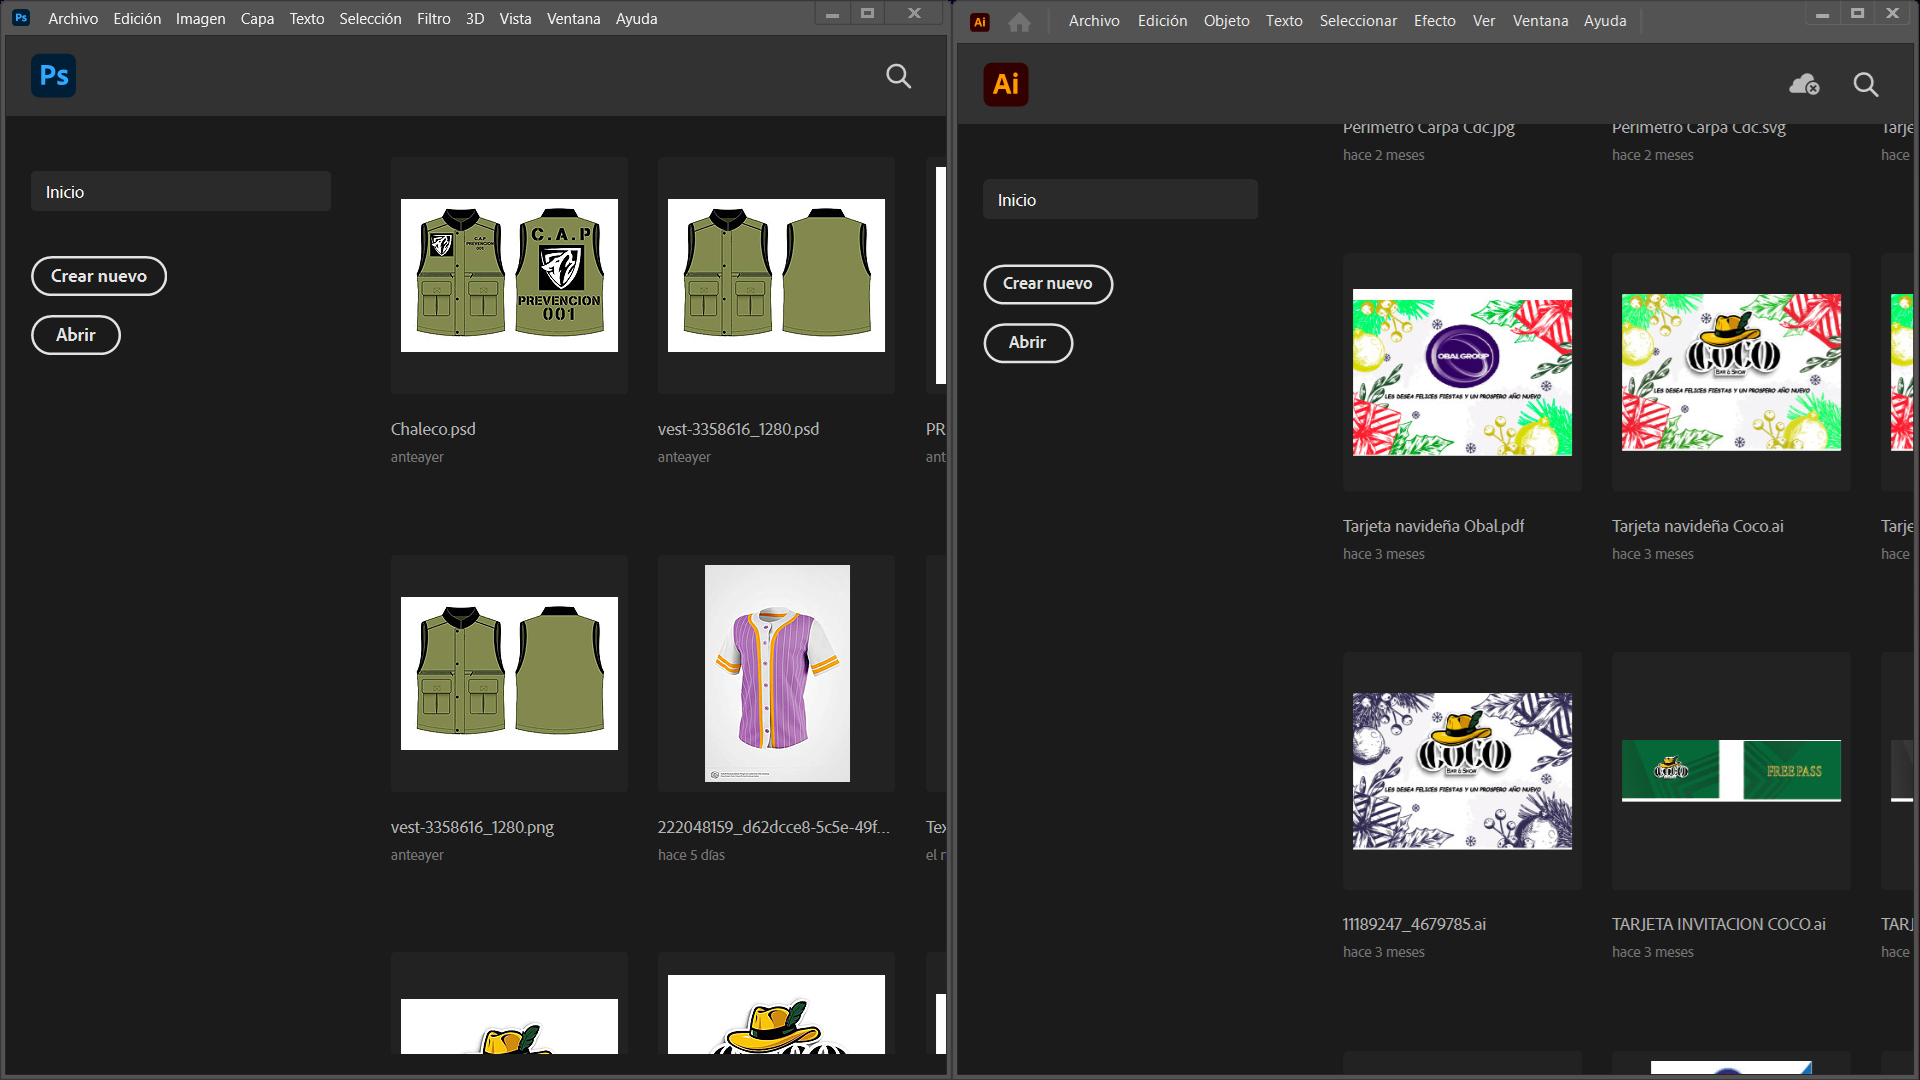 Ps Archivo Edición Imagen Capa Texto Selección Filtro 3D Vista Ventana Ayuda
Ps
Inicio
Crear nuevo
Abrir
C.A.P
PREVENCION
001
C.A.P
PREVENCION
001
Chaleco.psd
anteayer
vest-3358616_1280.psd
anteayer
PR
ant
vest-3358616_1280.png
anteayer
222048159_d62dcce8-5c5e-49f...
hace 5 días
Tex
el r
Ai Archivo Edición Objeto Texto Seleccionar Efecto Ver Ventana Ayuda
Ai
Inicio
Crear nuevo
Abrir
Perimetro Carpa Cdc.jpg
hace 2 meses
Perimetro Carpa Cdc.svg
hace 2 meses
Tarje
hace
OBALGROUP
LES DESEA FELICES FIESTAS Y UN PROSPERO AÑO NUEVO
Tarjeta navideña Obal.pdf
hace 3 meses
COCO
BAR & SHOW
LES DESEA FELICES FIESTAS Y UN PROSPERO AÑO NUEVO
Tarjeta navideña Coco.ai
hace 3 meses
Tarje
hace
COCO
BAR & SHOW
LES DESEA FELICES FIESTAS Y UN PROSPERO AÑO NUEVO
11189247_4679785.ai
hace 3 meses
COCO
FREE PASS
TARJETA INVITACION COCO.ai
hace 3 meses
TARJ
hace